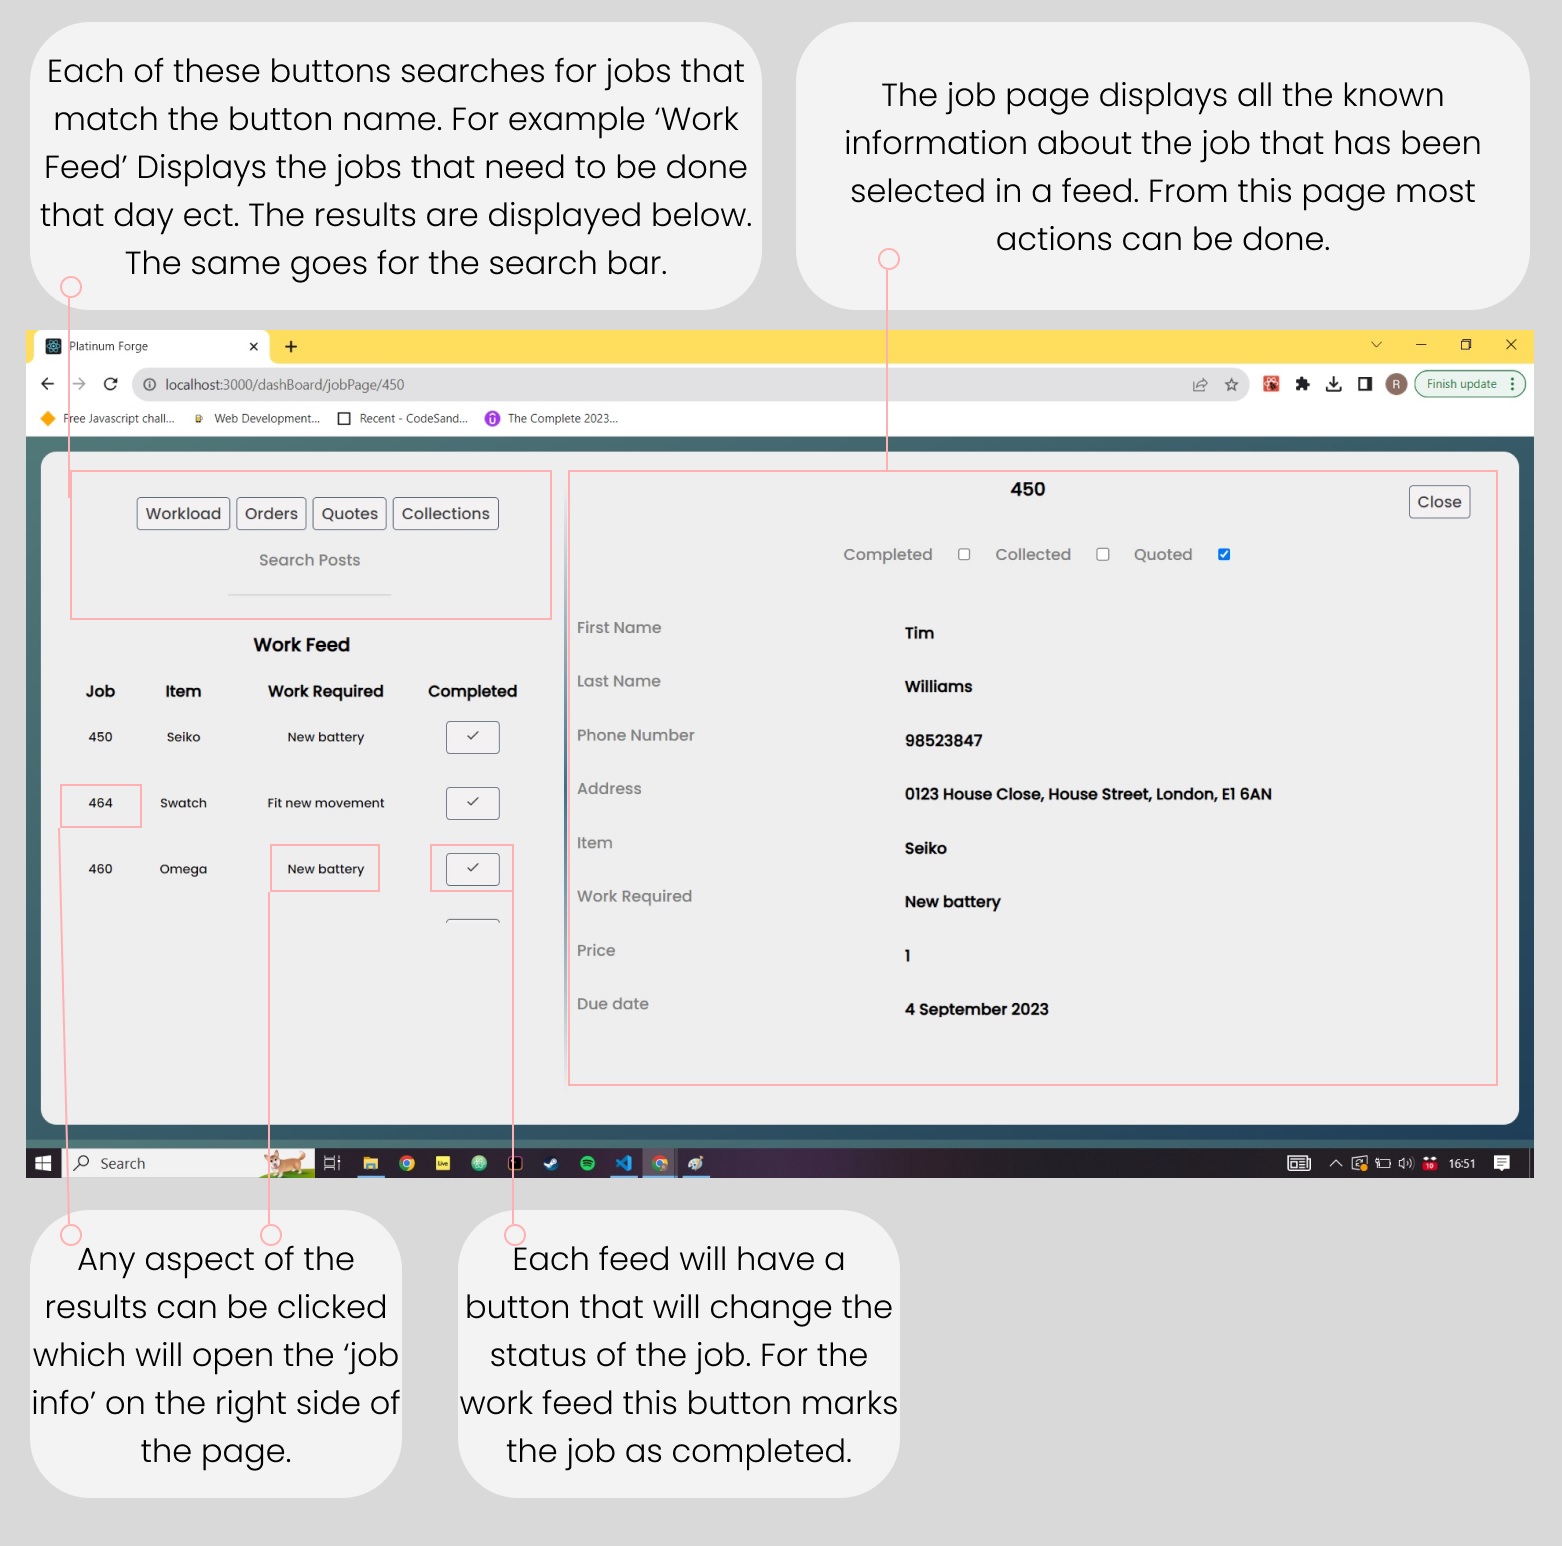 Each of these buttons searches for jobs that
match the button name. For example ‘Work
Feed’ Displays the jobs that need to be done
that day ect. The results are displayed below.
The same goes for the search bar.
The job page displays all the known
information about the job that has been
selected in a feed. From this page most
actions can be done.
Platinum Forge
localhost:3000/dashBoard/jobPage/450
R
Finish update
Free Javascript chall...
Web Development...
Recent - CodeSand...
The Complete 2023...
Workload Orders Quotes Collections
Search Posts
Work Feed
Job Item Work Required Completed
450 Seiko New battery
464 Swatch Fit new movement
460 Omega New battery
450
Close
Completed Collected Quoted
First Name Tim
Last Name Williams
Phone Number 98523847
Address 0123 House Close, House Street, London, E1 6AN
Item Seiko
Work Required New battery
Price 1
Due date 4 September 2023
Search
Live
10
16:51
Any aspect of the
results can be clicked
which will open the ‘job
info’ on the right side of
the page.
Each feed will have a
button that will change the
status of the job. For the
work feed this button marks
the job as completed.